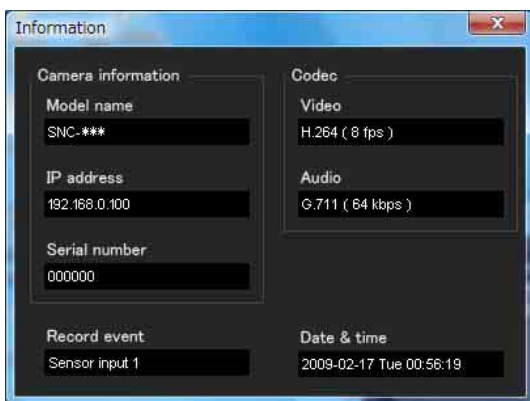 Information
Camera information
Model name
SNC-***
IP address
192.168.0.100
Serial number
000000
Codec
Video
H.264 ( 8 fps )
Audio
G.711 ( 64 kbps )
Record event
Sensor input 1
Date & time
2009-02-17 Tue 00:56:19